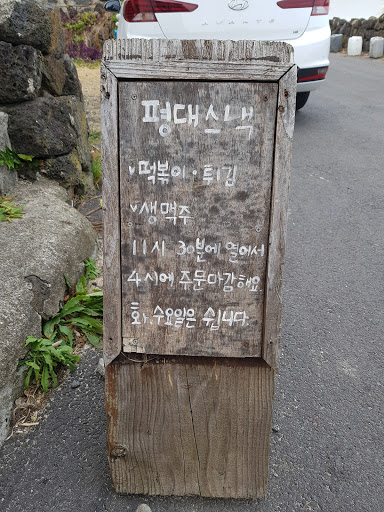 평대스낵
✓떡볶이·튀김
✓생맥주
11시 30분에 열어서
4시에 주문마감해요
화.수요일은 쉽니다
AVANTE